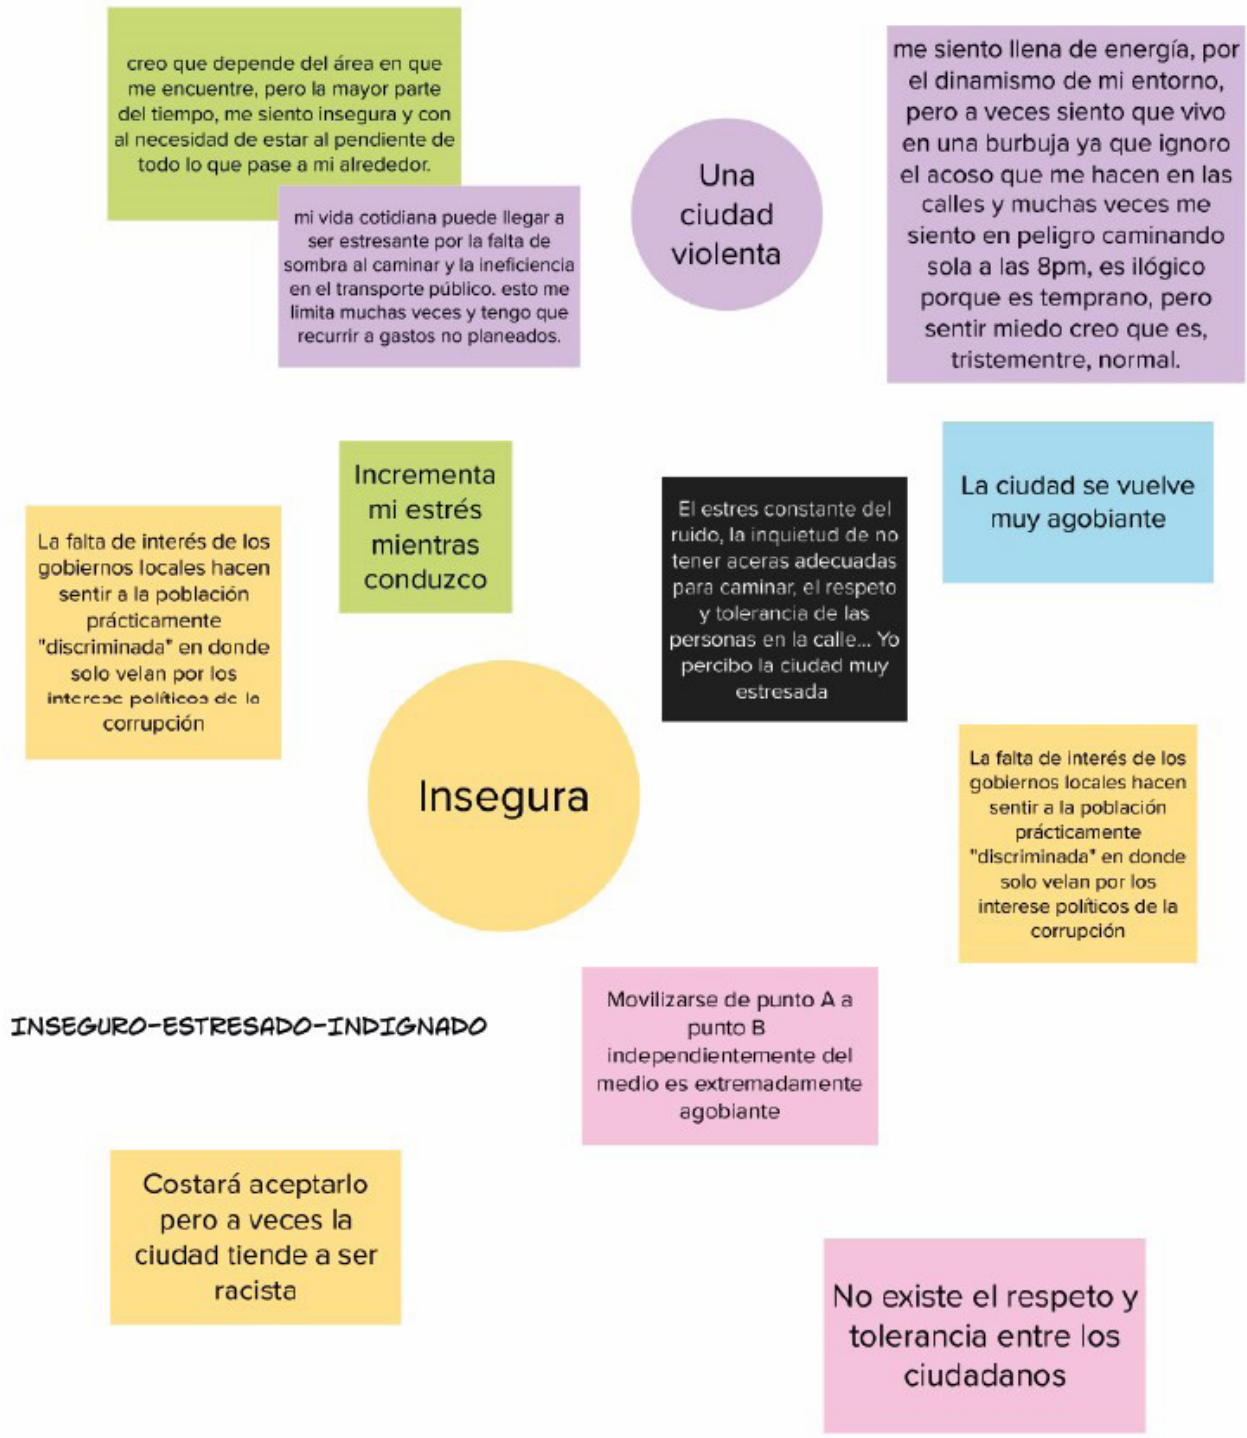 creo que depende del área en que
me encuentre, pero la mayor parte
del tiempo, me siento insegura y con
al necesidad de estar al pendiente de
todo lo que pase a mi alrededor.
mi vida cotidiana puede llegar a
ser estresante por la falta de
sombra al caminar y la ineficiencia
en el transporte público. esto me
limita muchas veces y tengo que
recurrir a gastos no planeados.
Una
ciudad
violenta
me siento llena de energía, por
el dinamismo de mi entorno,
pero a veces siento que vivo
en una burbuja ya que ignoro
el acoso que me hacen en las
calles y muchas veces me
siento en peligro caminando
sola a las 8pm, es ilógico
porque es temprano, pero
sentir miedo creo que es,
tristementre, normal.
La falta de interés de los
gobiernos locales hacen
sentir a la población
prácticamente
"discriminada" en donde
solo velan por los
interese políticos de la
corrupción
Incrementa
mi estrés
mientras
conduzco
El estres constante del
ruido, la inquietud de no
tener aceras adecuadas
para caminar, el respeto
y tolerancia de las
personas en la calle... Yo
percibo la ciudad muy
estresada
La ciudad se vuelve
muy agobiante
Insegura
La falta de interés de los
gobiernos locales hacen
sentir a la población
prácticamente
"discriminada" en donde
solo velan por los
interese políticos de la
corrupción
INSEGURO-ESTRESADO-INDIGNADO
Movilizarse de punto A a
punto B
independientemente del
medio es extremadamente
agobiante
Costará aceptarlo
pero a veces la
ciudad tiende a ser
racista
No existe el respeto y
tolerancia entre los
ciudadanos